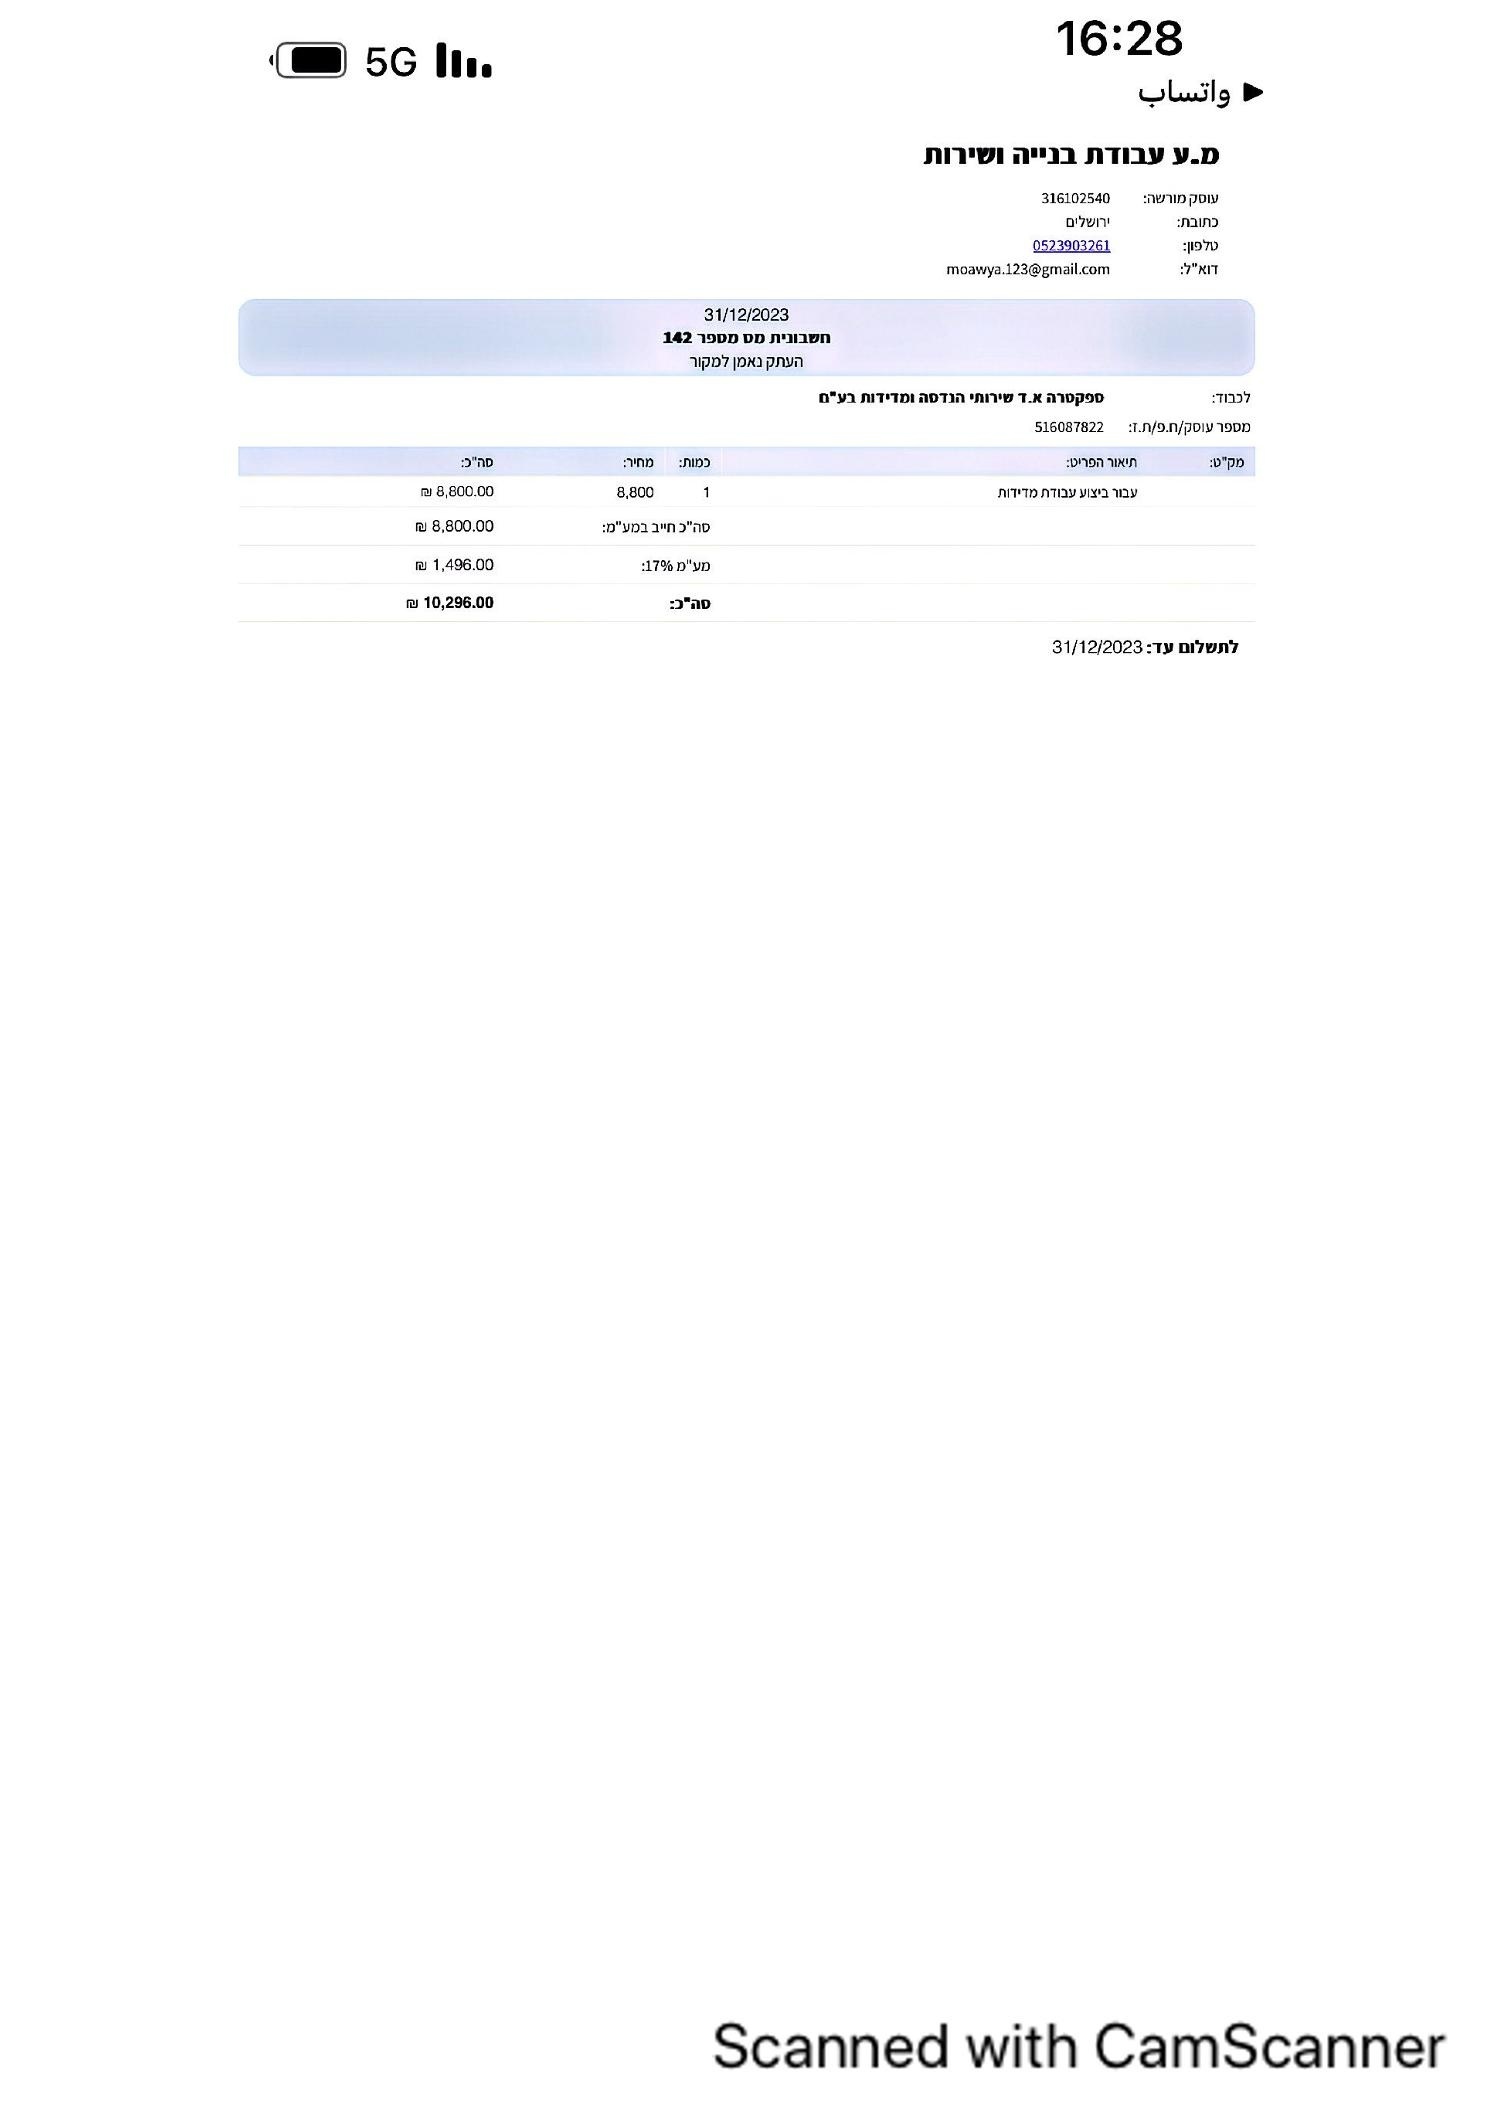 16:28
5G
واتساب
מ.ע עבודת בנייה ושירות
עוסק מורשה: 316102540
כתובת: ירושלים
טלפון: 0523903261
דוא"ל: moawya.123@gmail.com
31/12/2023
חשבונית מס מספר 142
העתק נאמן למקור
לכבוד: ספקטרה א.ד שירותי הנדסה ומדידות בע"מ
מספר עוסק/ח.פ/ת.ז: 516087822
מק"ט: תיאור הפריט: כמות: מחיר: סה"כ:
עבור ביצוע עבודת מדידות 1 8,800 8,800.00 ₪
סה"כ חייב במע"מ: 8,800.00 ₪
מע"מ 17%: 1,496.00 ₪
סה"כ: 10,296.00 ₪
לתשלום עד: 31/12/2023
Scanned with CamScanner